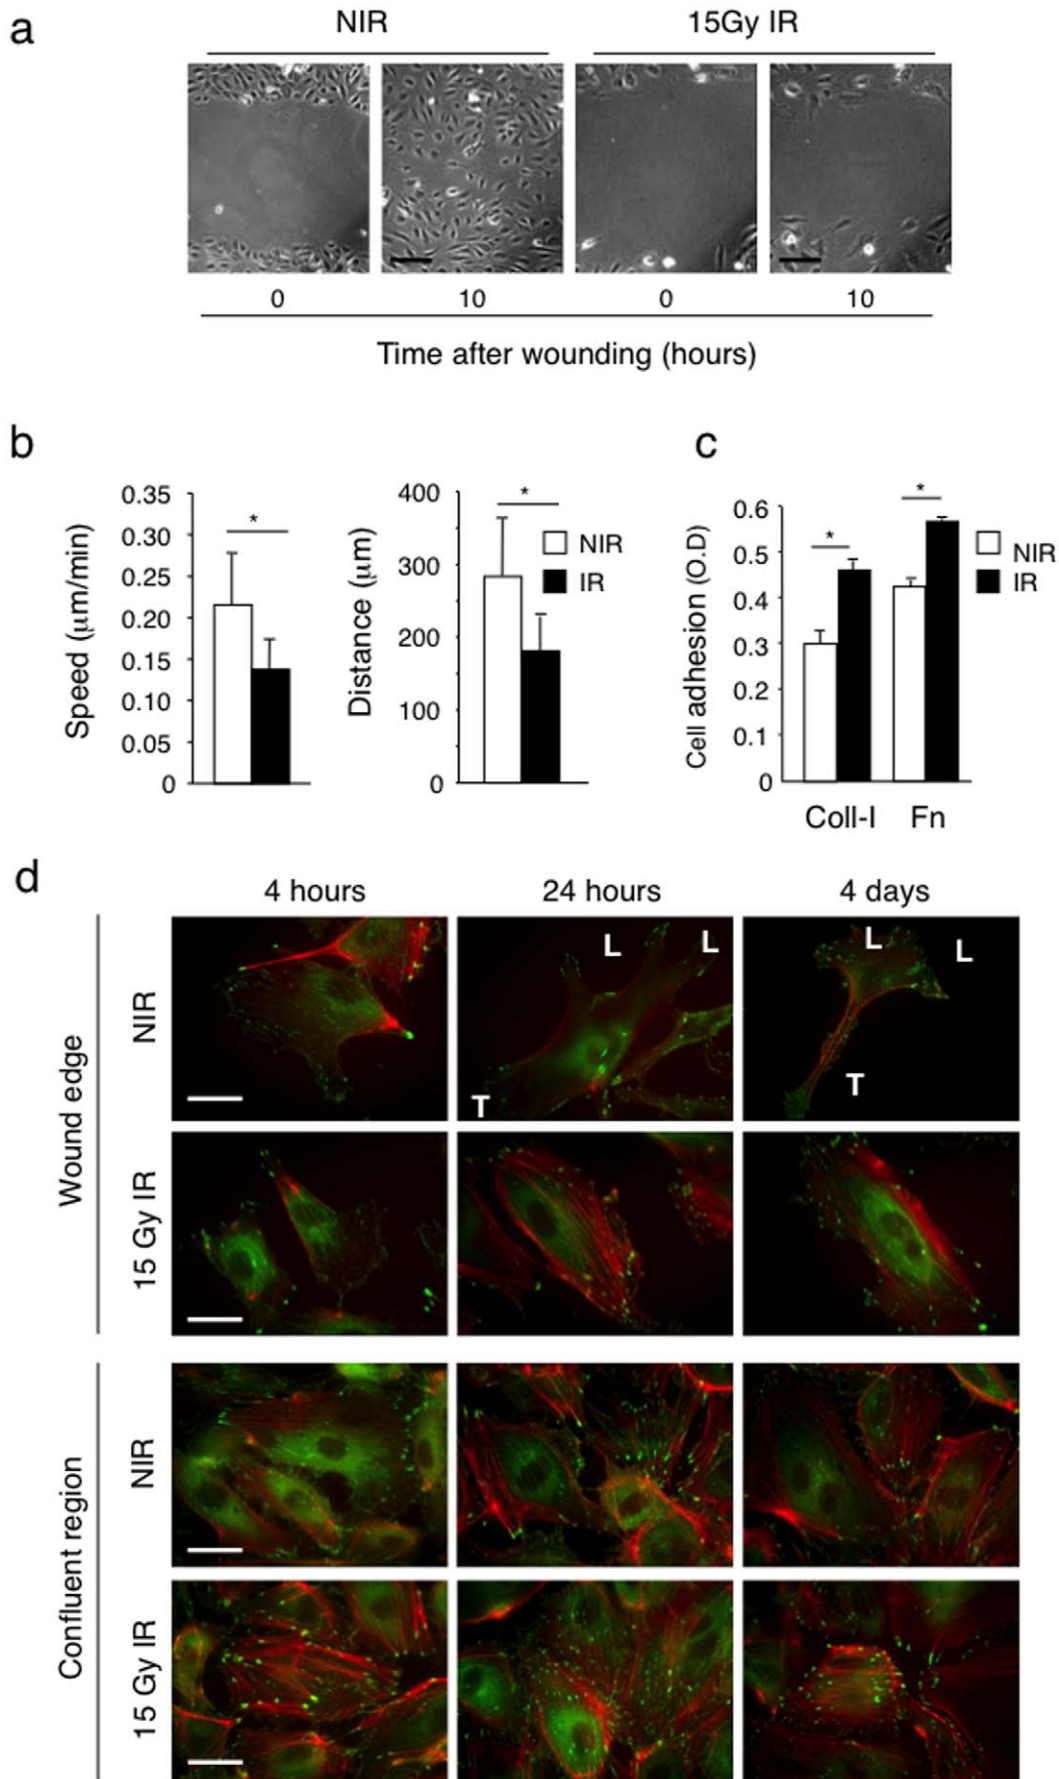 a
NIR 15Gy IR
0 10 0 10
Time after wounding (hours)
b
Speed (μm/min)
0.35
0.30
0.25
0.20
0.15
0.10
0.05
0
*
Distance (μm)
400
300
200
100
0
*
NIR
IR
c
Cell adhesion (O.D)
0.6
0.5
0.4
0.3
0.2
0.1
0
*
*
NIR
IR
Coll-I Fn
d
4 hours 24 hours 4 days
Wound edge
NIR
L L
T
L L
T
15 Gy IR
Confluent region
NIR
15 Gy IR